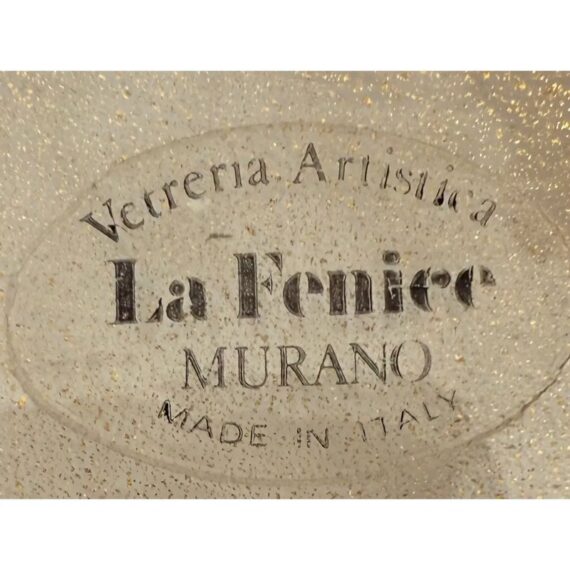 Vetreria Artistica
La Fenice
MURANO
MADE IN ITALY